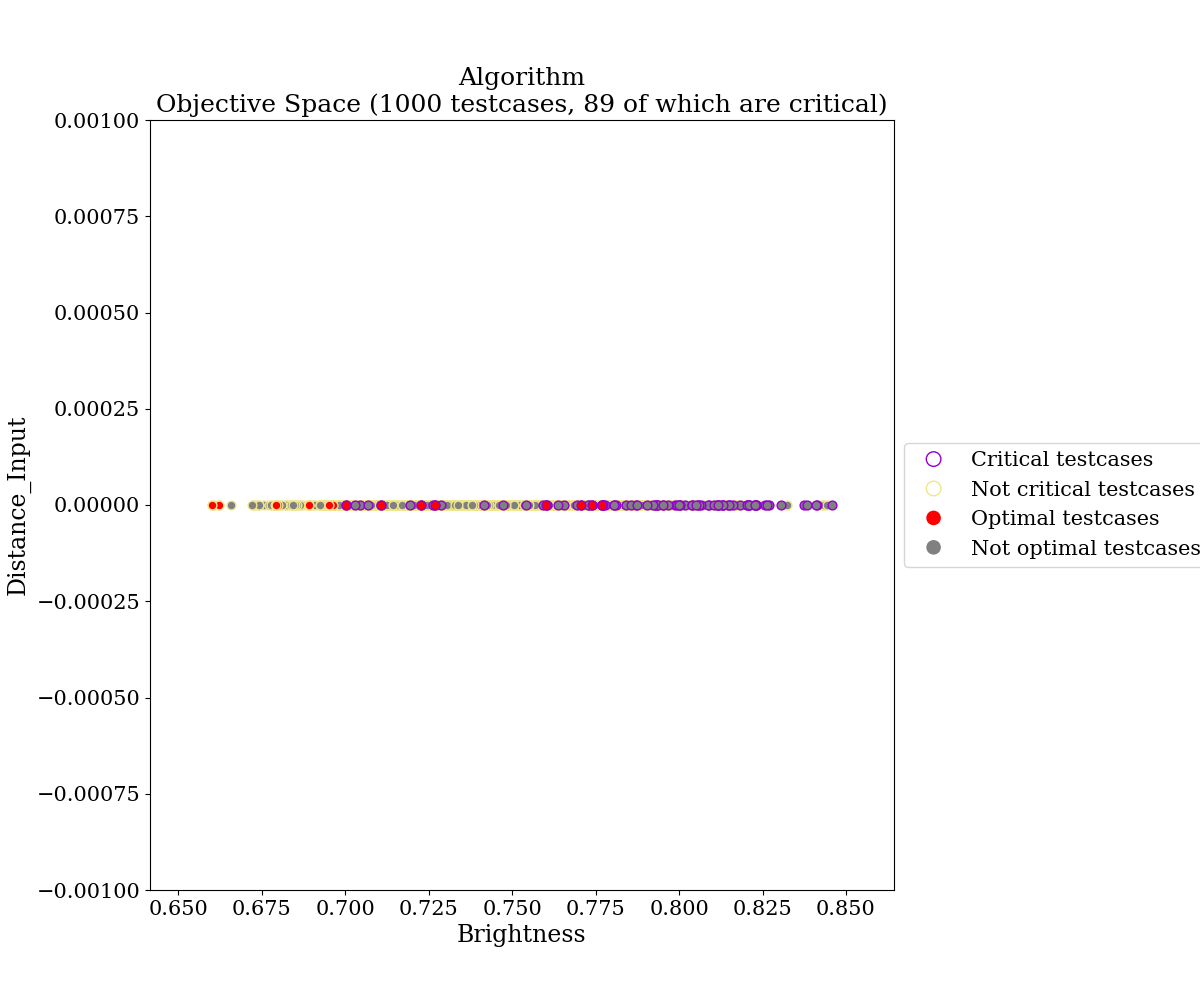 Algorithm
Objective Space (1000 testcases, 89 of which are critical)
0.00100
0.00075
0.00050
0.00025
0.00000
−0.00025
−0.00050
−0.00075
−0.00100
Distance_Input
0.650 0.675 0.700 0.725 0.750 0.775 0.800 0.825 0.850
Brightness
Critical testcases
Not critical testcases
Optimal testcases
Not optimal testcases